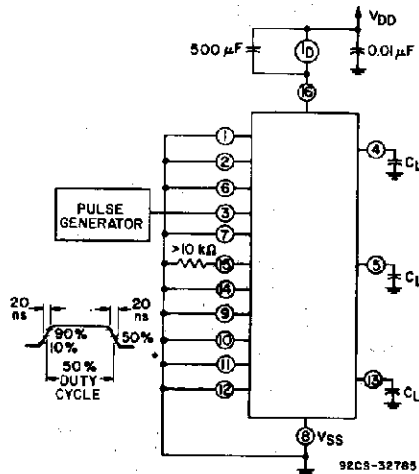 VDD
500 μF
ID
0.01 μF
16
1
2
4
CL
6
PULSE
GENERATOR
3
7
>10 kΩ
15
5
CL
14
20
ns
20
ns
9
90%
10%
50%
10
50%
DUTY
CYCLE
11
12
13
CL
8
VSS
92CS-32785